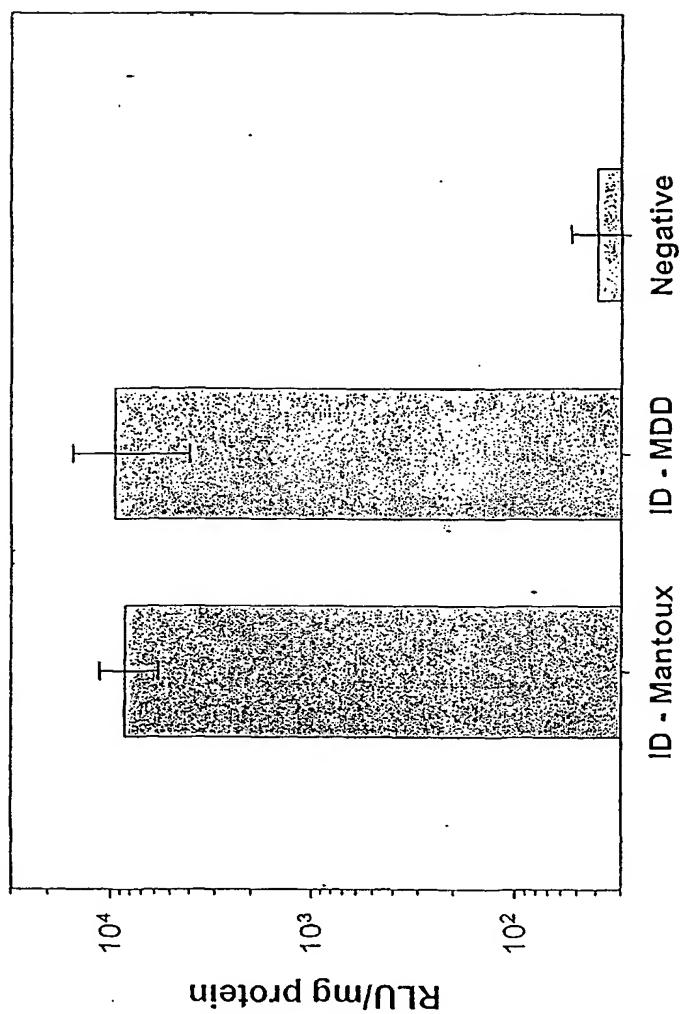 RLU/mg protein
10⁴
10³
10²
ID - Mantoux
ID - MDD
Negative